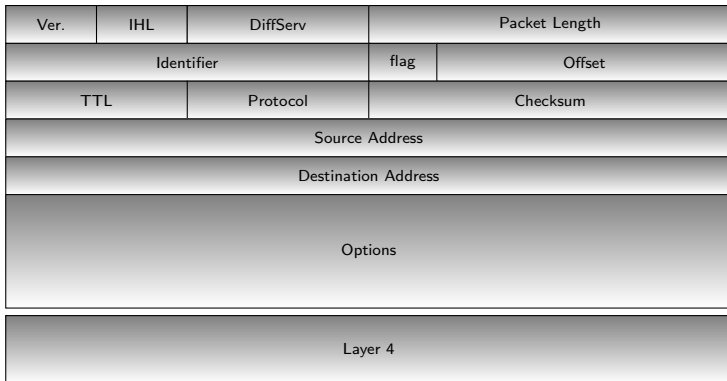 Ver. IHL DiffServ Packet Length
Identifier flag Offset
TTL Protocol Checksum
Source Address
Destination Address
Options
Layer 4